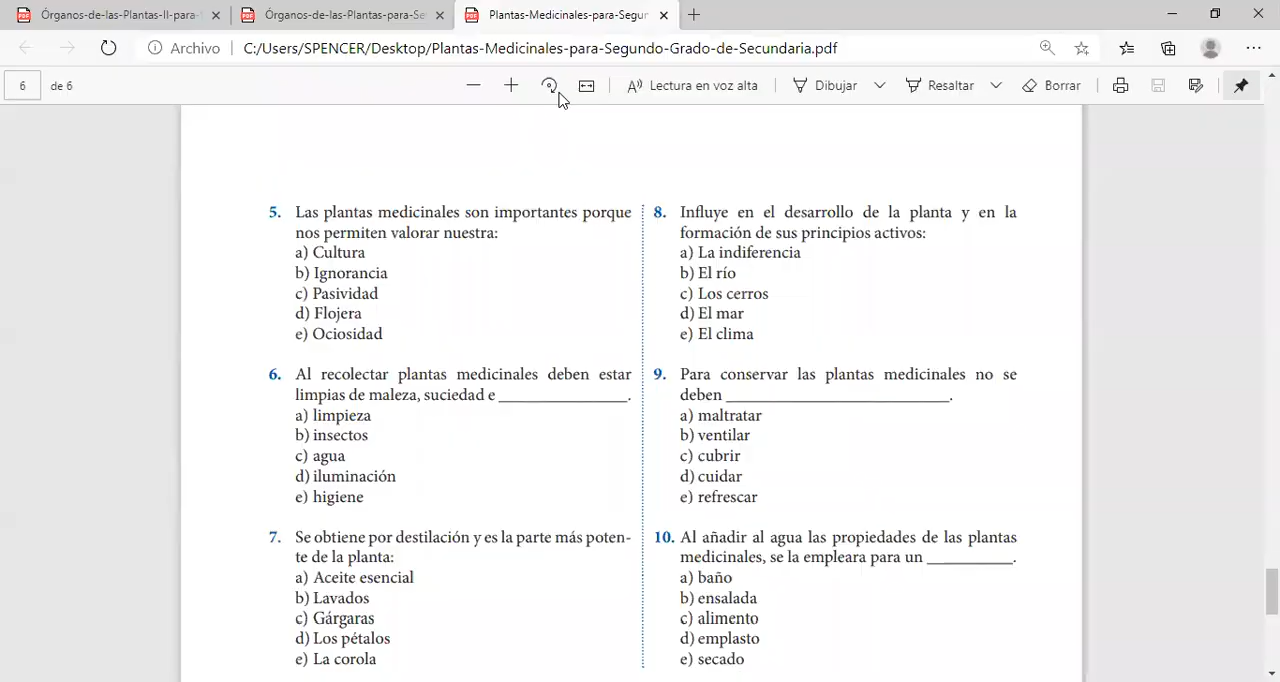 Órganos-de-las-Plantas-II-para-
Órganos-de-las-Plantas-para-Se
Plantas-Medicinales-para-Segur
Archivo
C:/Users/SPENCER/Desktop/Plantas-Medicinales-para-Segundo-Grado-de-Secundaria.pdf
6 de 6
Lectura en voz alta
Dibujar
Resaltar
Borrar
5. Las plantas medicinales son importantes porque
nos permiten valorar nuestra:
a) Cultura
b) Ignorancia
c) Pasividad
d) Flojera
e) Ociosidad
6. Al recolectar plantas medicinales deben estar
limpias de maleza, suciedad e ________________.
a) limpieza
b) insectos
c) agua
d) iluminación
e) higiene
7. Se obtiene por destilación y es la parte más poten-
te de la planta:
a) Aceite esencial
b) Lavados
c) Gárgaras
d) Los pétalos
e) La corola
8. Influye en el desarrollo de la planta y en la
formación de sus principios activos:
a) La indiferencia
b) El río
c) Los cerros
d) El mar
e) El clima
9. Para conservar las plantas medicinales no se
deben ____________________________.
a) maltratar
b) ventilar
c) cubrir
d) cuidar
e) refrescar
10. Al añadir al agua las propiedades de las plantas
medicinales, se la empleara para un ___________.
a) baño
b) ensalada
c) alimento
d) emplasto
e) secado